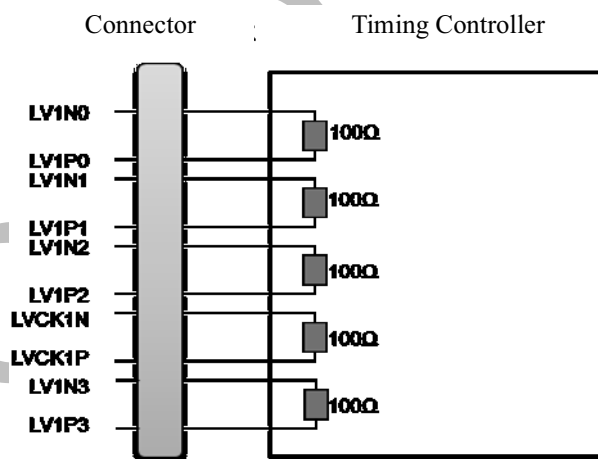 Connector Timing Controller
LV1N0
100Ω
LV1P0
LV1N1
100Ω
LV1P1
LV1N2
100Ω
LV1P2
LVCK1N
100Ω
LVCK1P
LV1N3
100Ω
LV1P3